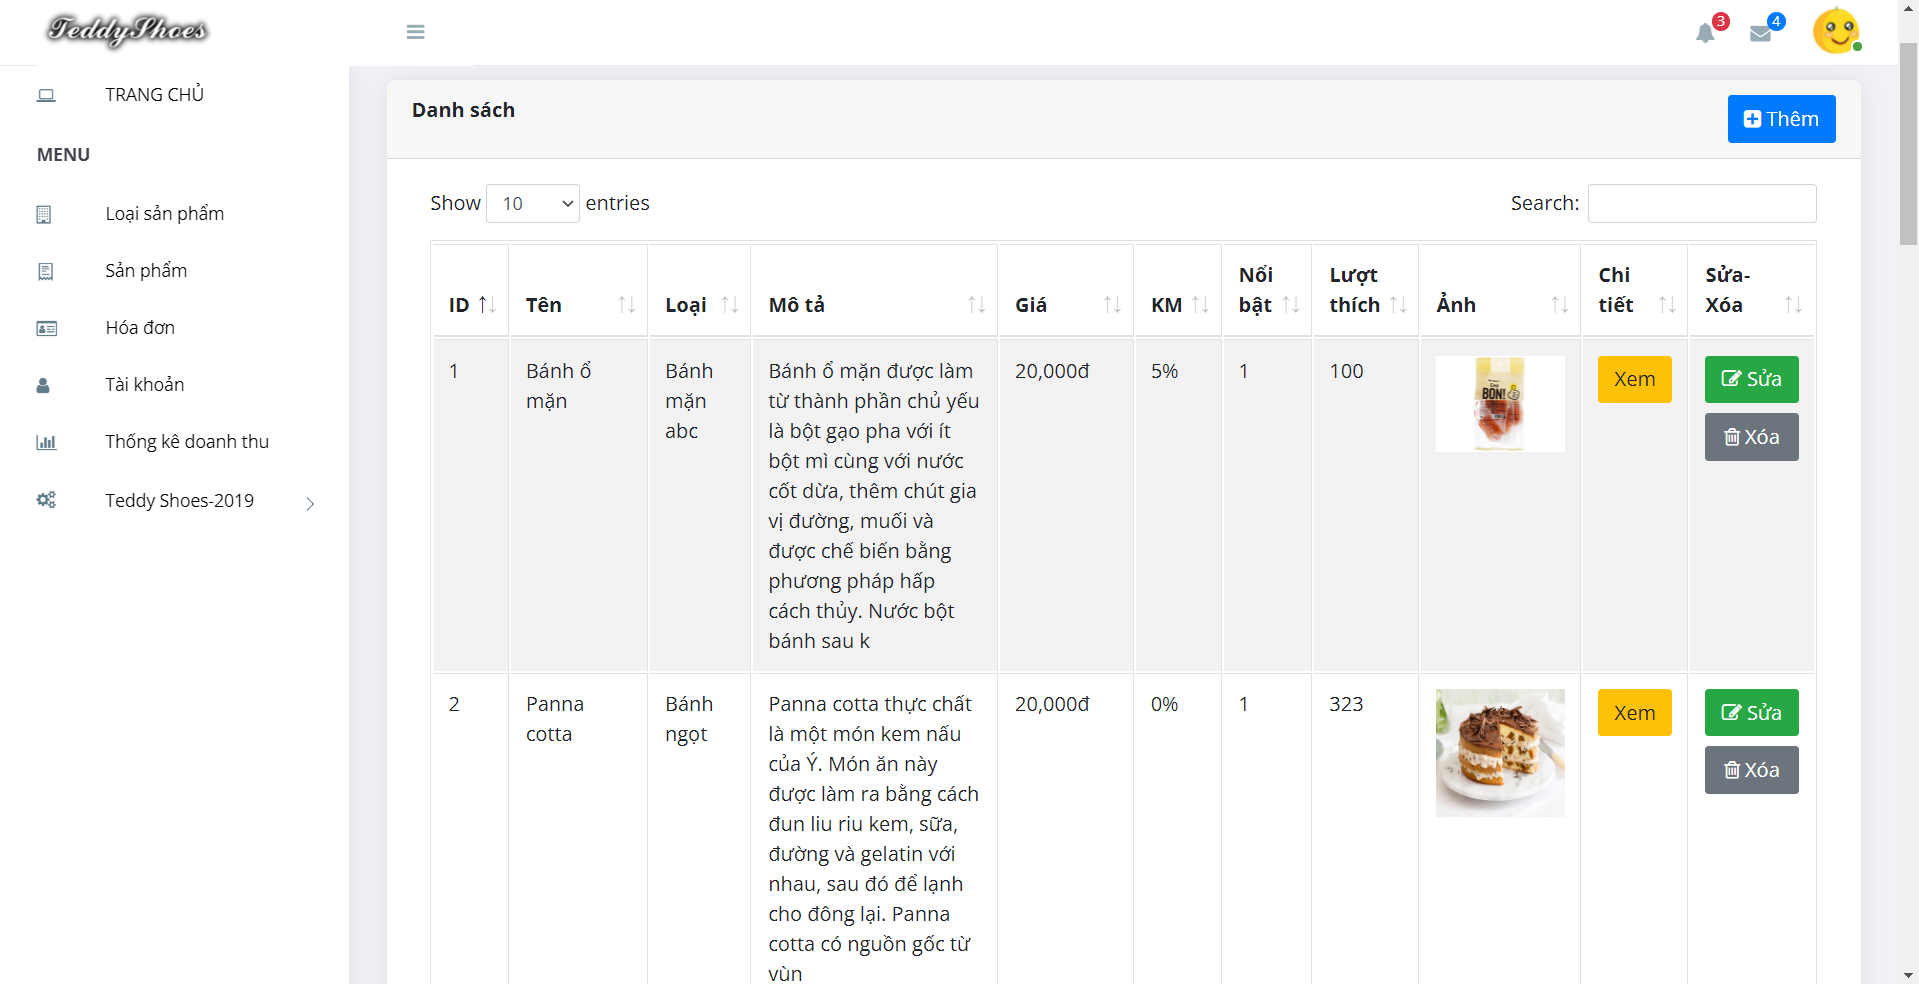 TeddyShoes
3
4
TRANG CHỦ
MENU
Loại sản phẩm
Sản phẩm
Hóa đơn
Tài khoản
Thống kê doanh thu
Teddy Shoes-2019
Danh sách
Thêm
Show 10 entries
Search:
ID
Tên
Loại
Mô tả
Giá
KM
Nổi
bật
Lượt
thích
Ảnh
Chi
tiết
Sửa-
Xóa
1
Bánh ổ
mặn
Bánh
mặn
abc
Bánh ổ mặn được làm
từ thành phần chủ yếu
là bột gạo pha với ít
bột mì cùng với nước
cốt dừa, thêm chút gia
vị đường, muối và
được chế biến bằng
phương pháp hấp
cách thủy. Nước bột
bánh sau k
20,000đ
5%
1
100
BON!
Xem
Sửa
Xóa
2
Panna
cotta
Bánh
ngọt
Panna cotta thực chất
là một món kem nấu
của Ý. Món ăn này
được làm ra bằng cách
đun liu riu kem, sữa,
đường và gelatin với
nhau, sau đó để lạnh
cho đông lại. Panna
cotta có nguồn gốc từ
vùn
20,000đ
0%
1
323
Xem
Sửa
Xóa